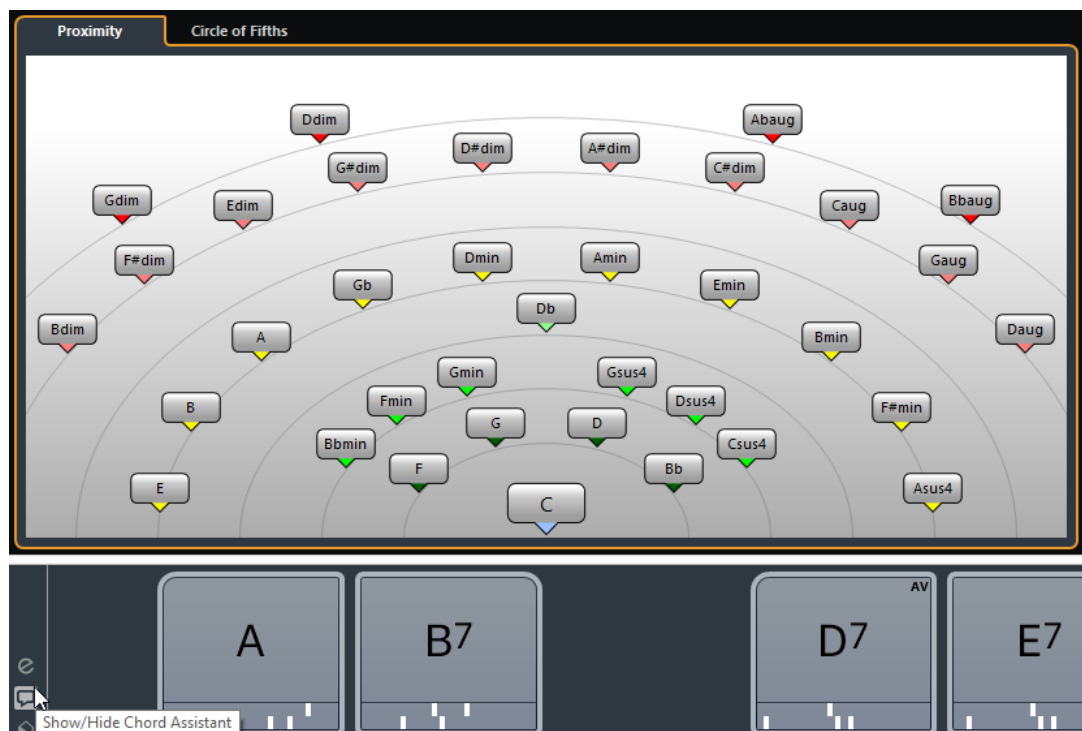 Proximity
Circle of Fifths
Ddim
Abaug
D#dim
A#dim
G#dim
C#dim
Gdim
Edim
Caug
Bbaug
F#dim
Dmin
Amin
Gaug
Gb
Emin
Db
Bdim
A
Bmin
Daug
Gmin
Gsus4
B
Fmin
Dsus4
F#min
G
D
Bbmin
Csus4
F
Bb
E
C
Asus4
A
B7
AV
D7
E7
Show/Hide Chord Assistant